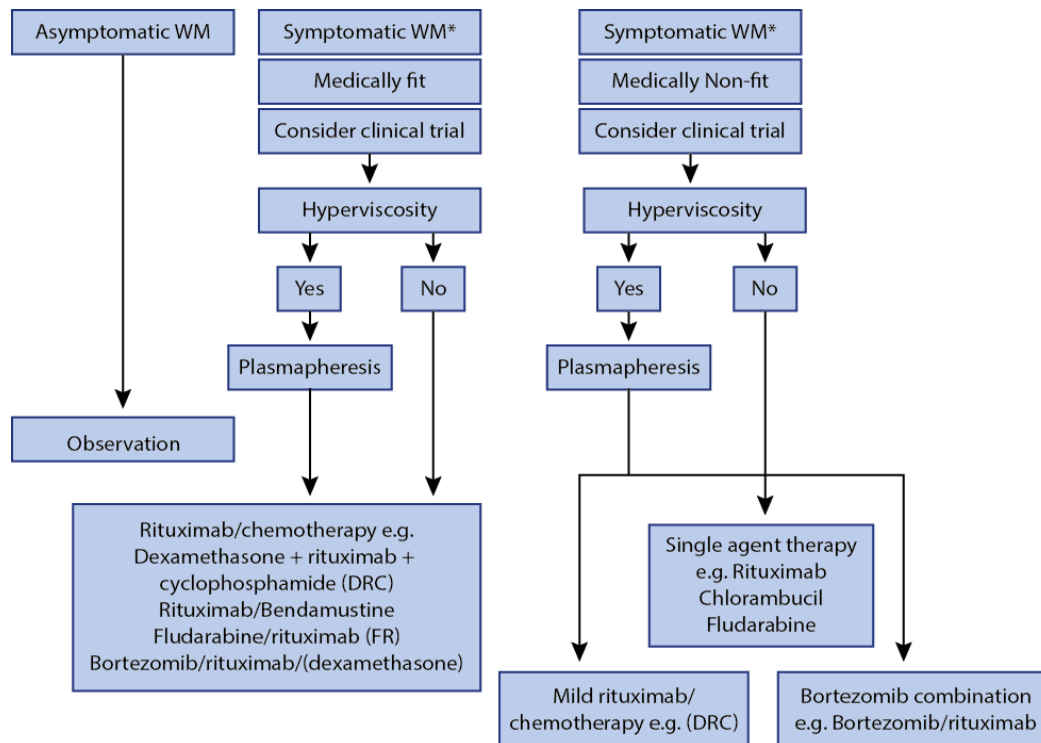 Asymptomatic WM
Observation
Symptomatic WM*
Medically fit
Consider clinical trial
Hyperviscosity
Yes
No
Plasmapheresis
Rituximab/chemotherapy e.g.
Dexamethasone + rituximab +
cyclophosphamide (DRC)
Rituximab/Bendamustine
Fludarabine/rituximab (FR)
Bortezomib/rituximab/(dexamethasone)
Symptomatic WM*
Medically Non-fit
Consider clinical trial
Hyperviscosity
Yes
No
Plasmapheresis
Single agent therapy
e.g. Rituximab
Chlorambucil
Fludarabine
Mild rituximab/
chemotherapy e.g. (DRC)
Bortezomib combination
e.g. Bortezomib/rituximab